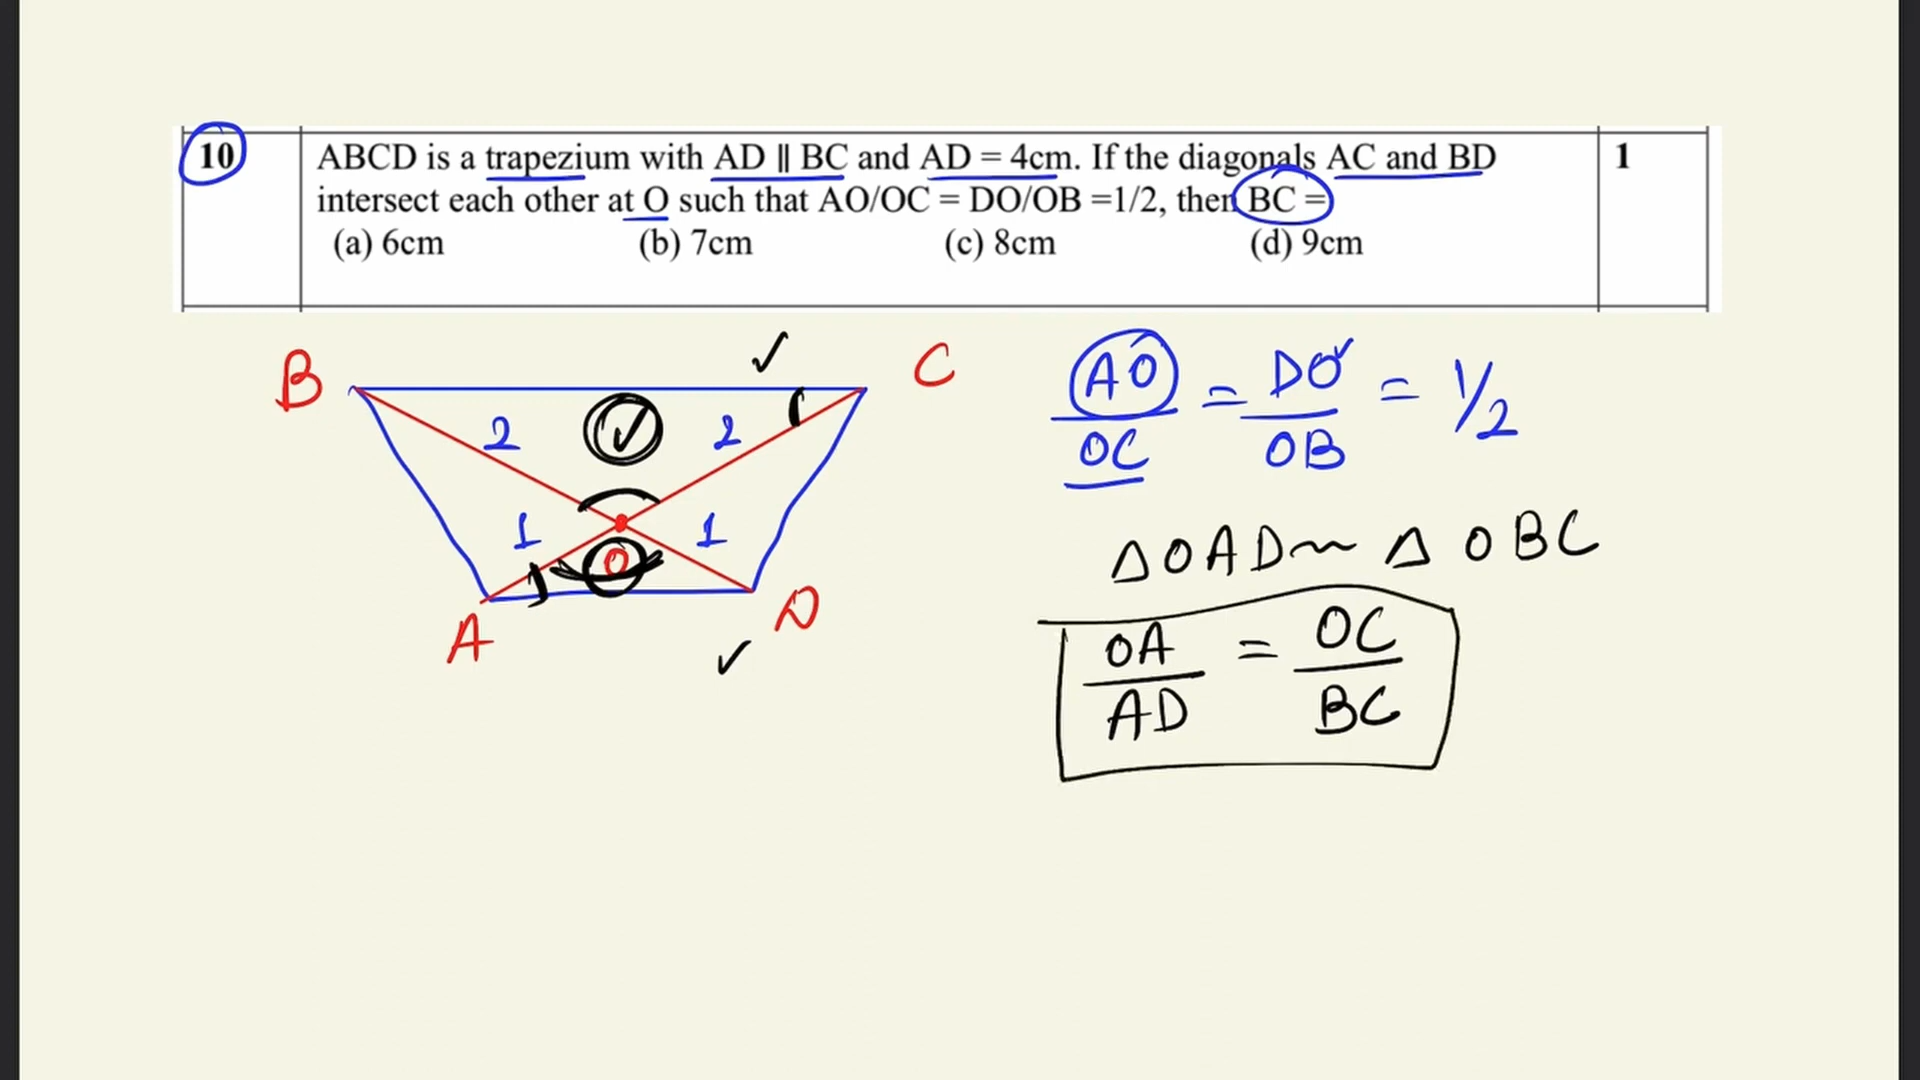 10 ABCD is a trapezium with AD || BC and AD = 4cm. If the diagonals AC and BD 1
intersect each other at O such that AO/OC = DO/OB =1/2, then BC =
(a) 6cm (b) 7cm (c) 8cm (d) 9cm
B C
2 2
1 1
O
A D
AO/OC = DO/OB = 1/2
△OAD ~ △OBC
OA/AD = OC/BC